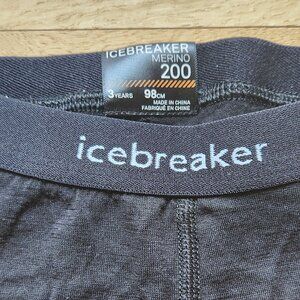 ICEBREAKER
MERINO
200
3 YEARS 98CM
MADE IN CHINA
FABRIQUÉ EN CHINE
icebreaker